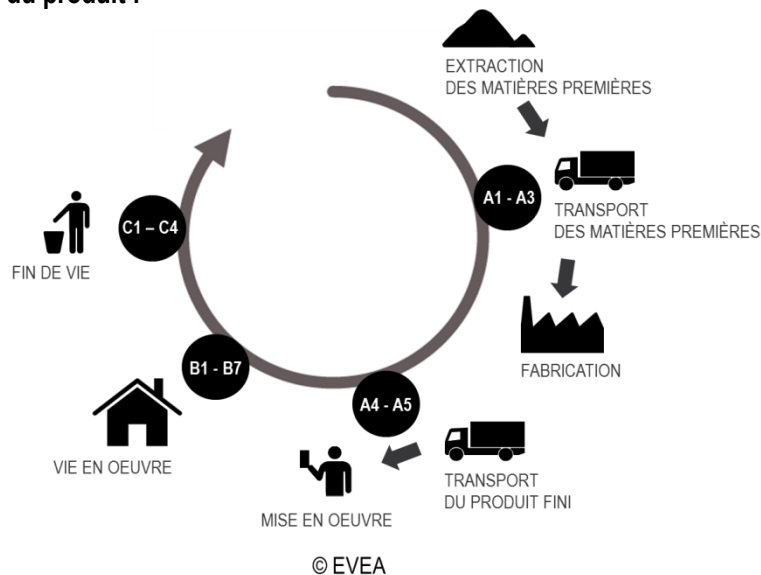 du produit :
EXTRACTION
DES MATIÈRES PREMIÈRES
A1 - A3
TRANSPORT
DES MATIÈRES PREMIÈRES
FABRICATION
A4 - A5
TRANSPORT
DU PRODUIT FINI
MISE EN OEUVRE
B1 - B7
VIE EN OEUVRE
C1 – C4
FIN DE VIE
© EVEA